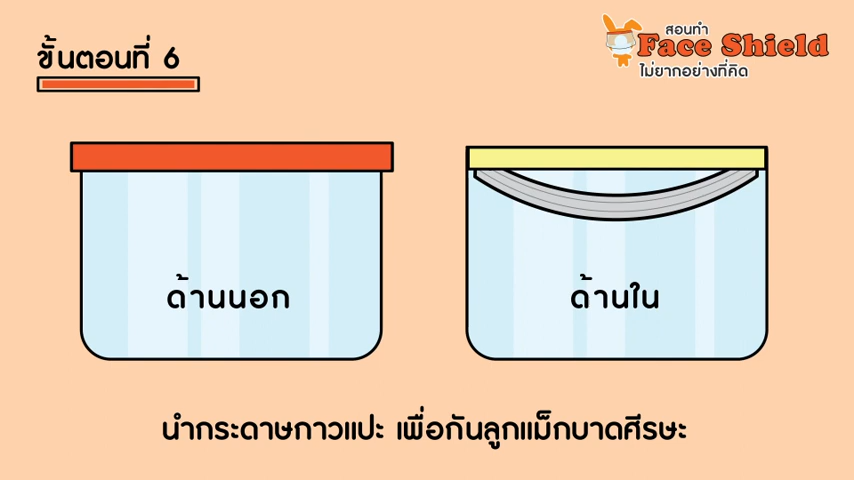 ขั้นตอนที่ 6
สอนทำ
Face Shield
ไม่ยากอย่างที่คิด
ด้านนอก
ด้านใน
นำกระดาษกาวแปะ เพื่อกันลูกแม็กบาดศีรษะ